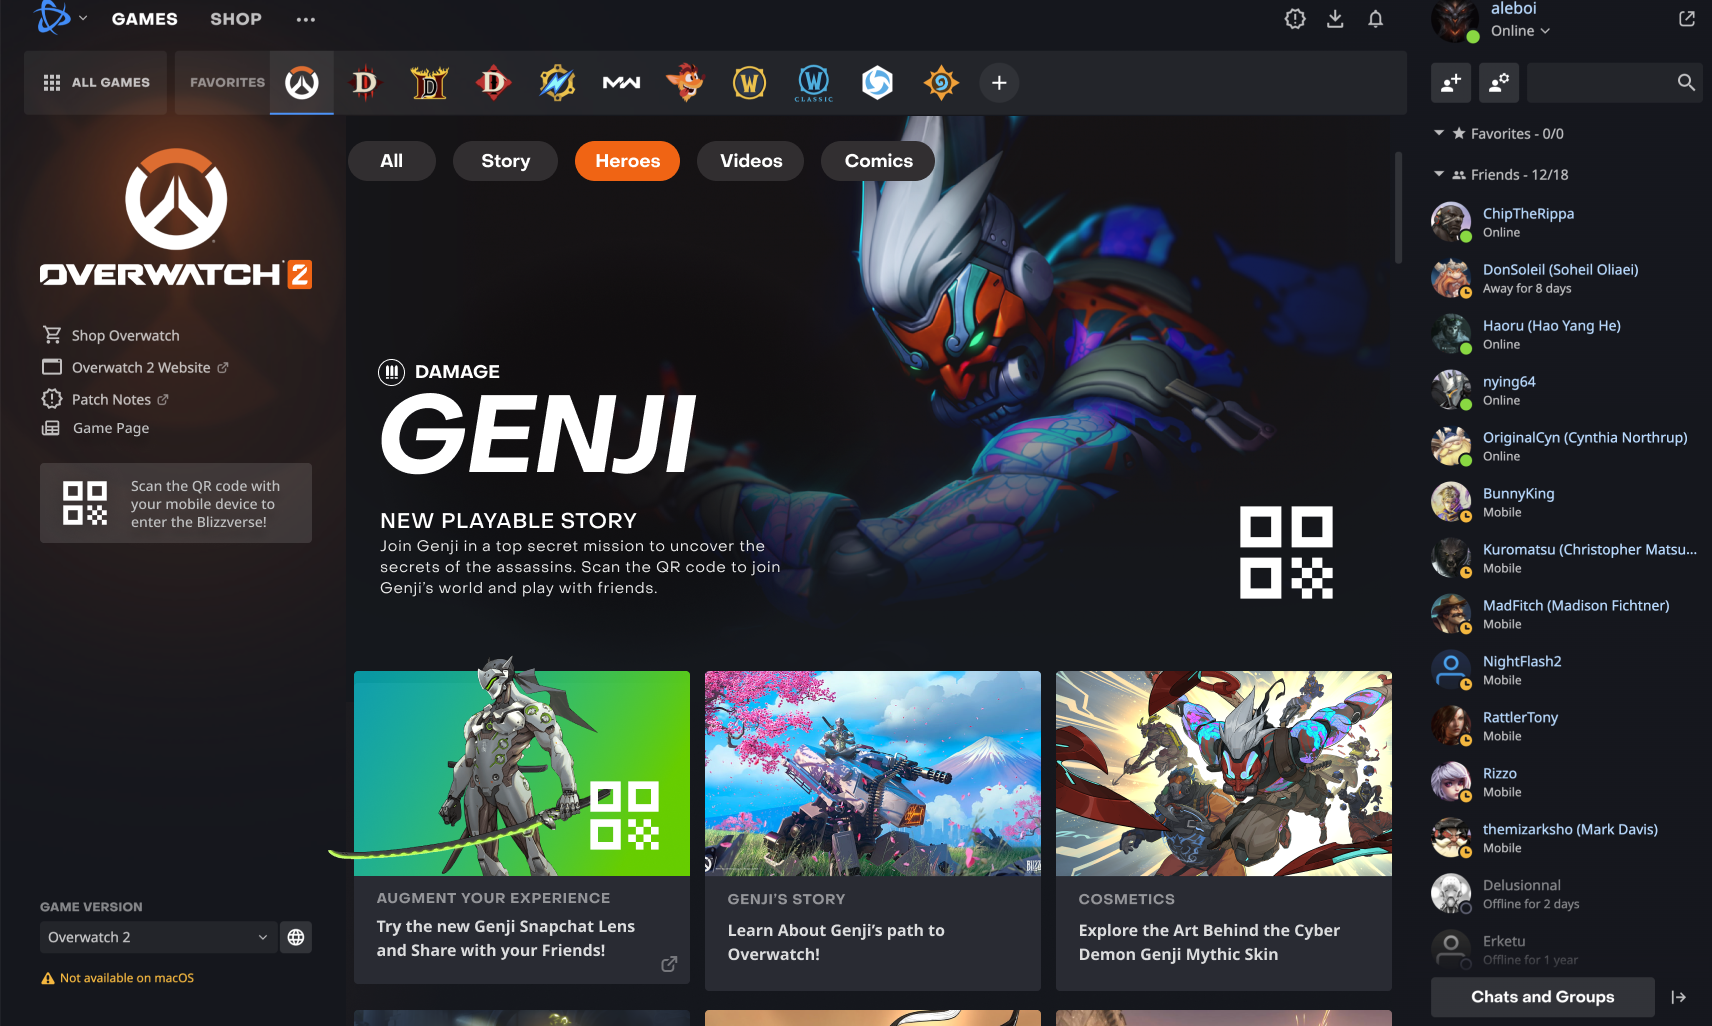 GAMES
SHOP
aleboi
Online
ALL GAMES
FAVORITES
D
D
D
W
W
CLASSIC
Favorites - 0/0
Friends - 12/18
All
Story
Heroes
Videos
Comics
OVERWATCH 2
Shop Overwatch
Overwatch 2 Website
Patch Notes
Game Page
Scan the QR code with
your mobile device to
enter the Blizzverse!
DAMAGE
GENJI
NEW PLAYABLE STORY
Join Genji in a top secret mission to uncover the
secrets of the assassins. Scan the QR code to join
Genji’s world and play with friends.
AUGMENT YOUR EXPERIENCE
Try the new Genji Snapchat Lens
and Share with your Friends!
GENJI’S STORY
Learn About Genji’s path to
Overwatch!
COSMETICS
Explore the Art Behind the Cyber
Demon Genji Mythic Skin
GAME VERSION
Overwatch 2
Not available on macOS
ChipTheRippa
Online
DonSoleil (Soheil Oliaei)
Away for 8 days
Haoru (Hao Yang He)
Online
nying64
Online
OriginalCyn (Cynthia Northrup)
Online
BunnyKing
Mobile
Kuromatsu (Christopher Matsu...
Mobile
MadFitch (Madison Fichtner)
Mobile
NightFlash2
Mobile
RattlerTony
Mobile
Rizzo
Mobile
themizarksho (Mark Davis)
Mobile
Delusionnal
Offline for 2 days
Erketu
Offline for 1 year
Chats and Groups